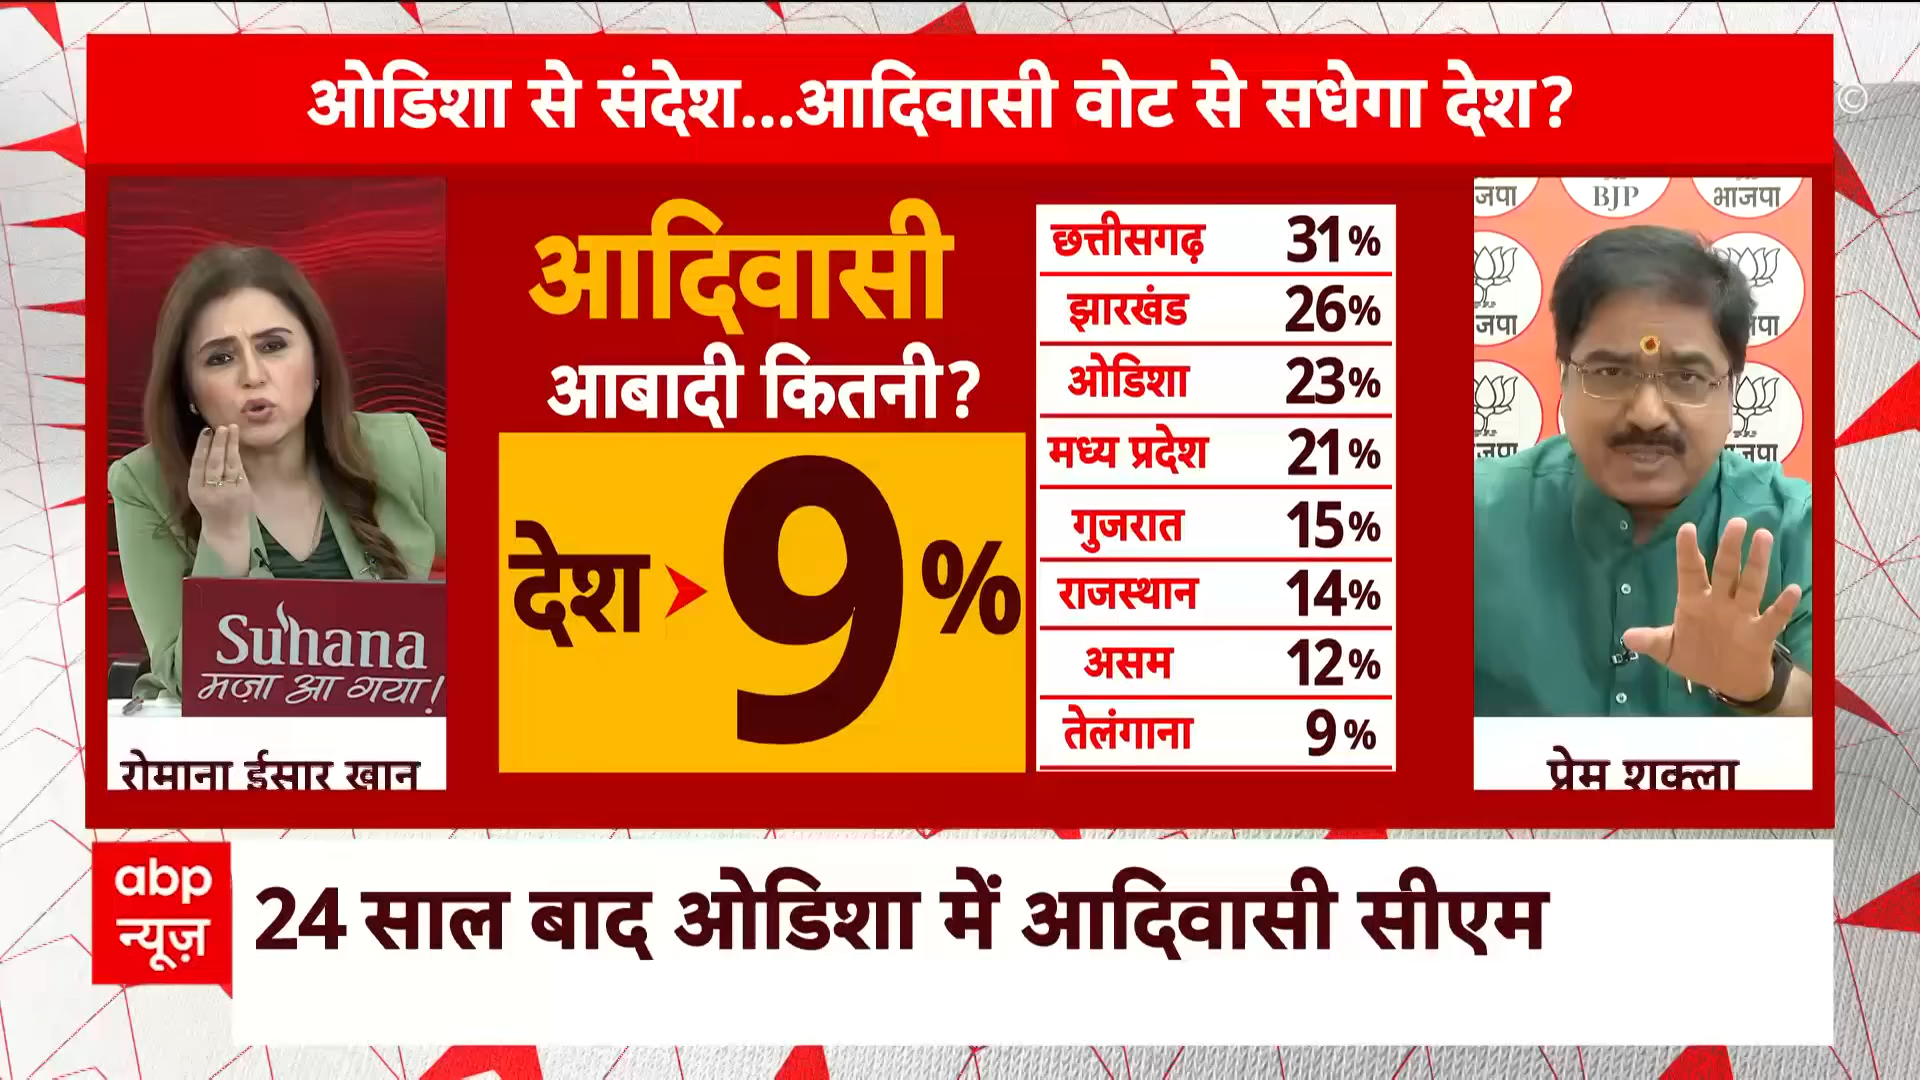 ओडिशा से संदेश...आदिवासी वोट से सधेगा देश?
©
Suhana
मज़ा आ गया!
रोमाना ईसार खान
आदिवासी
आबादी कितनी?
देश 9%
छत्तीसगढ़ 31%
झारखंड 26%
ओडिशा 23%
मध्य प्रदेश 21%
गुजरात 15%
राजस्थान 14%
असम 12%
तेलंगाना 9%
BJP
भाजपा
प्रेम शुक्ला
abp
न्यूज़
24 साल बाद ओडिशा में आदिवासी सीएम